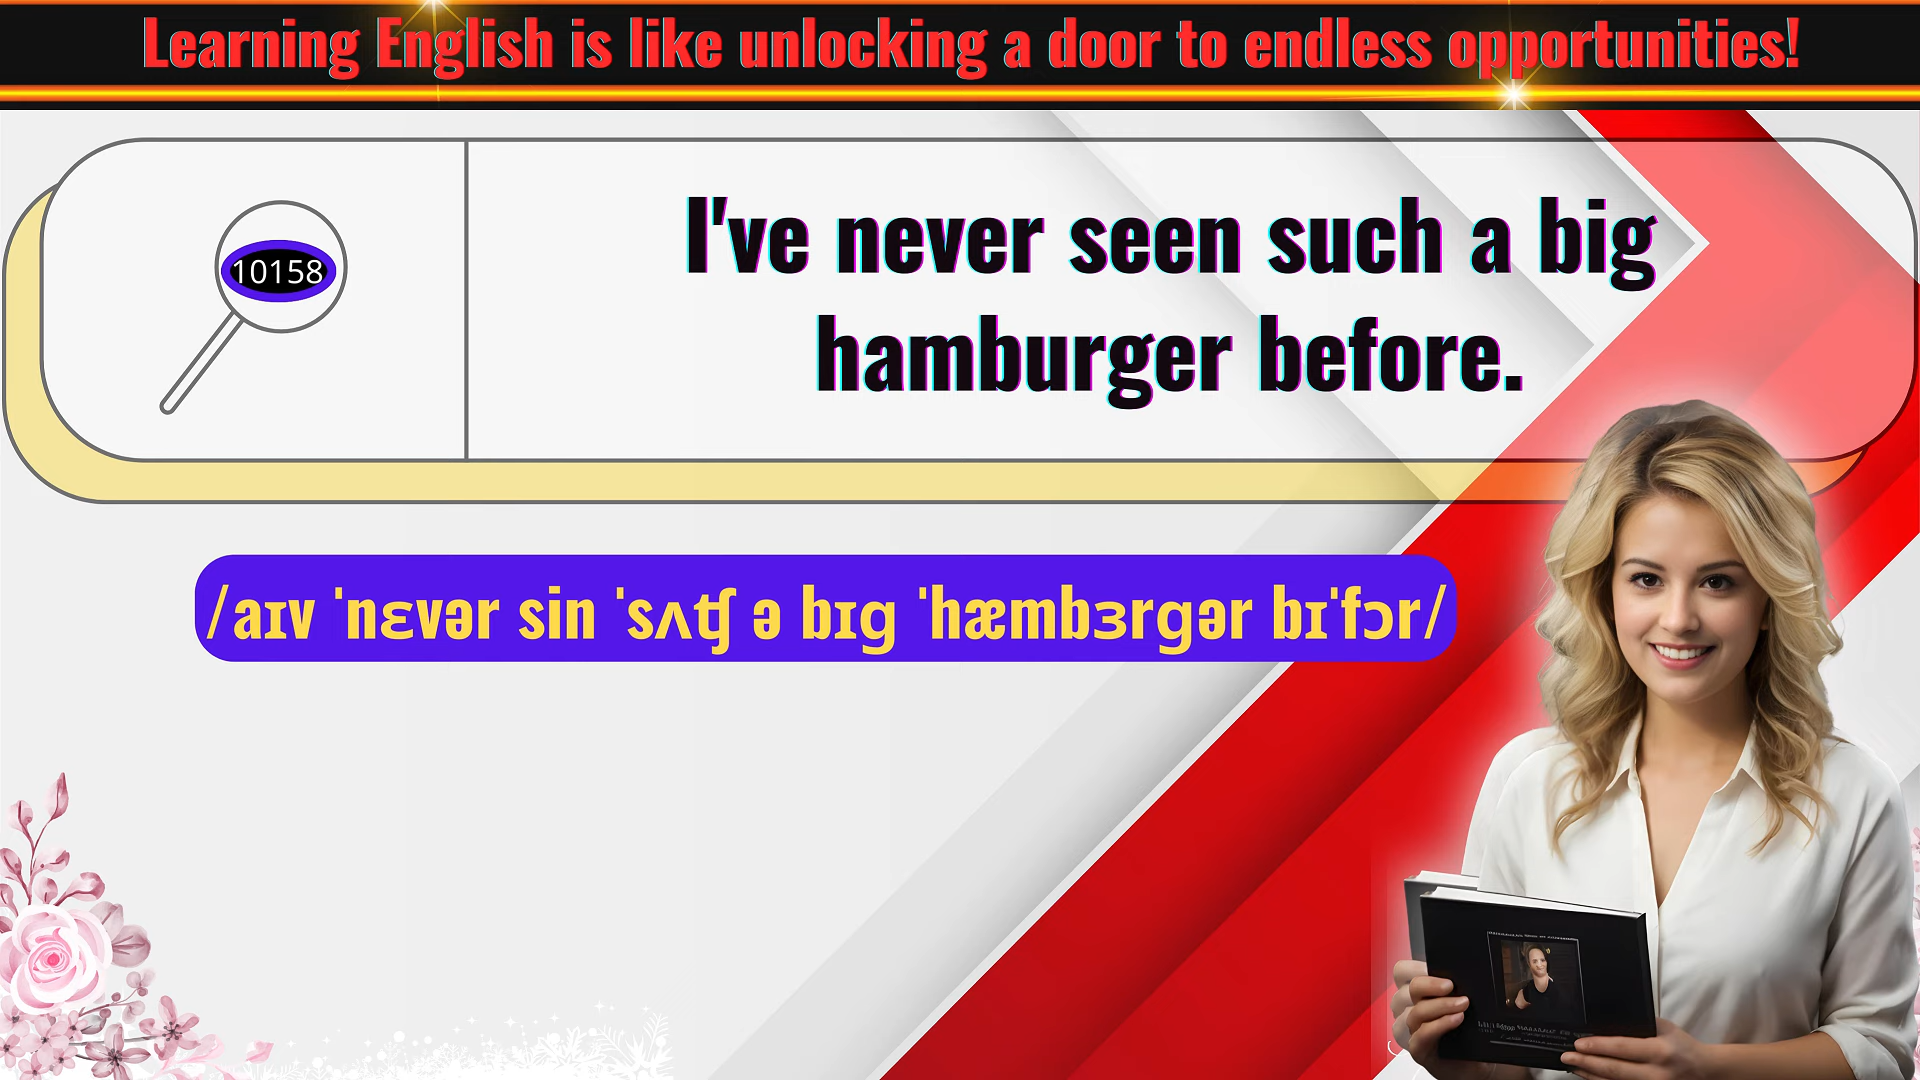 Learning English is like unlocking a door to endless opportunities!
10158
I've never seen such a big
hamburger before.
/aɪv ˈnɛvər sin ˈsʌʧ ə bɪg ˈhæmbɜrgər bɪˈfɔr/